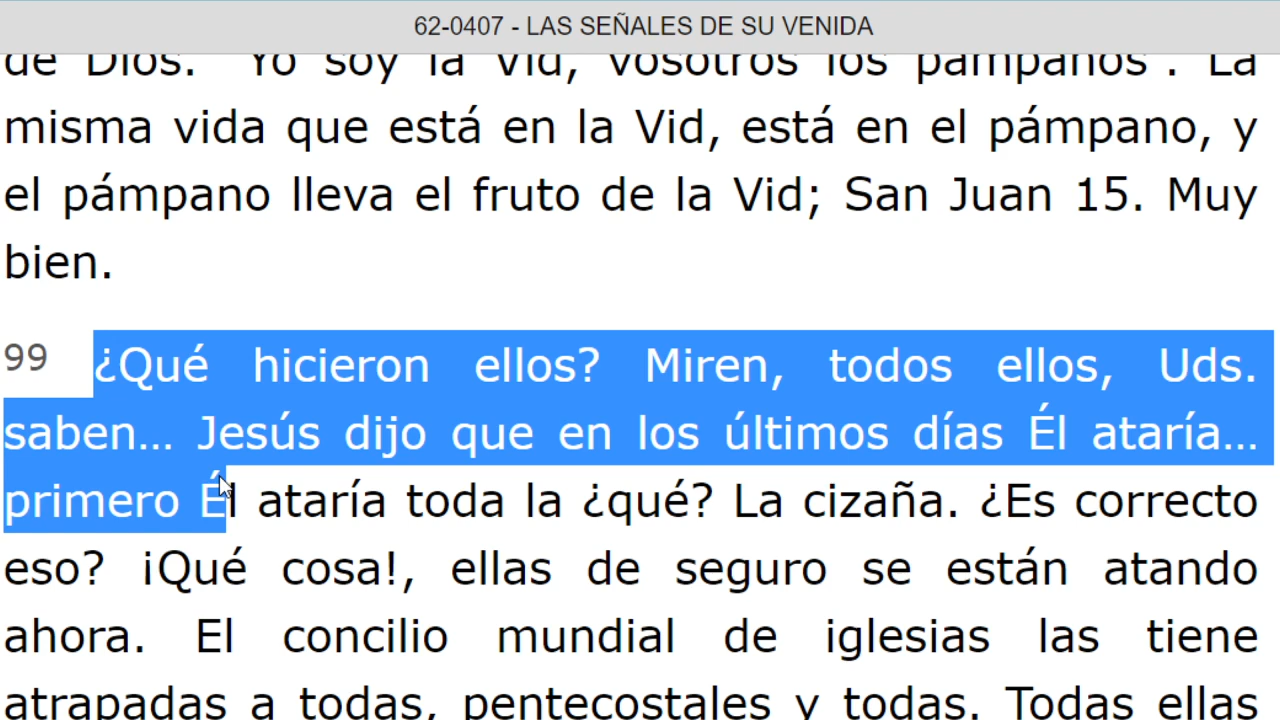 62-0407 - LAS SEÑALES DE SU VENIDA
de Dios. "Yo soy la Vid, vosotros los pámpanos". La
misma vida que está en la Vid, está en el pámpano, y
el pámpano lleva el fruto de la Vid; San Juan 15. Muy
bien.
99 ¿Qué hicieron ellos? Miren, todos ellos, Uds.
saben... Jesús dijo que en los últimos días Él ataría...
primero Él ataría toda la ¿qué? La cizaña. ¿Es correcto
eso? ¡Qué cosa!, ellas de seguro se están atando
ahora. El concilio mundial de iglesias las tiene
atrapadas a todas, pentecostales y todas. Todas ellas